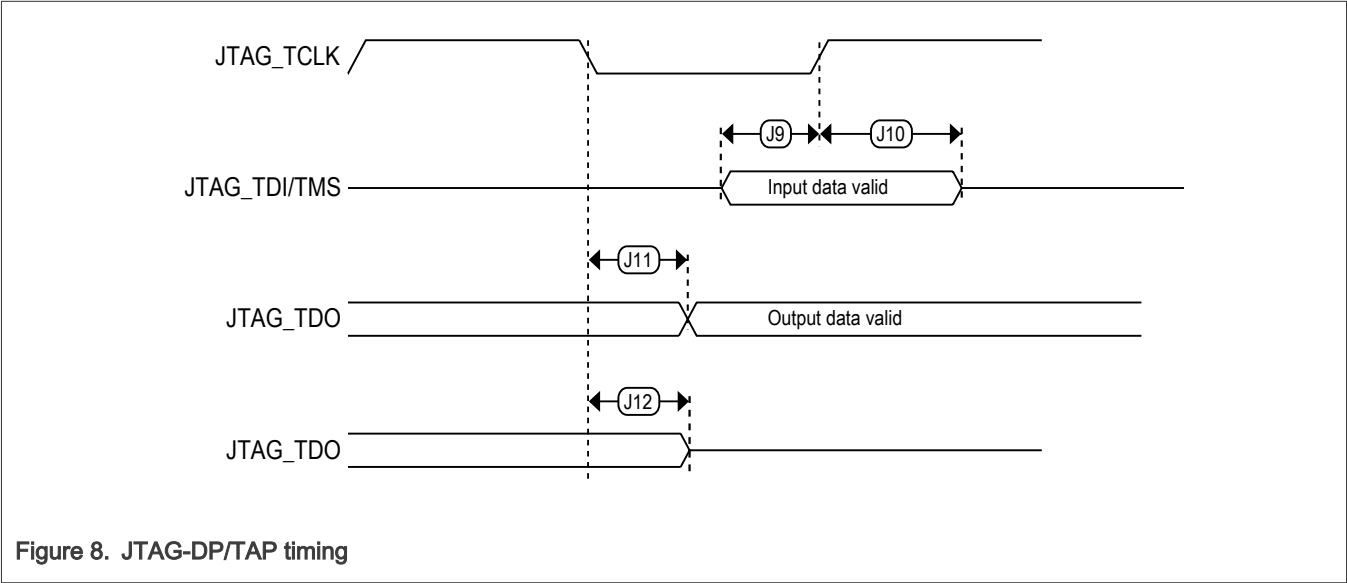 JTAG_TCLK
J9
J10
JTAG_TDI/TMS
Input data valid
J11
JTAG_TDO
Output data valid
J12
JTAG_TDO
Figure 8. JTAG-DP/TAP timing